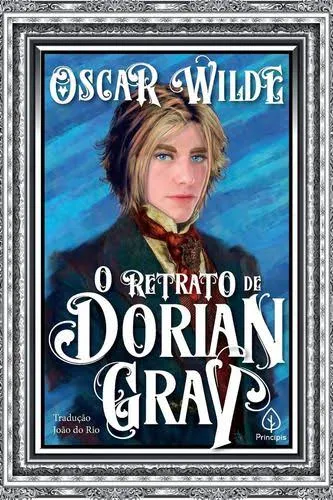 OSCAR WILDE
O RETRATO DE
DORIAN
GRAY
Tradução
João do Rio
Principis